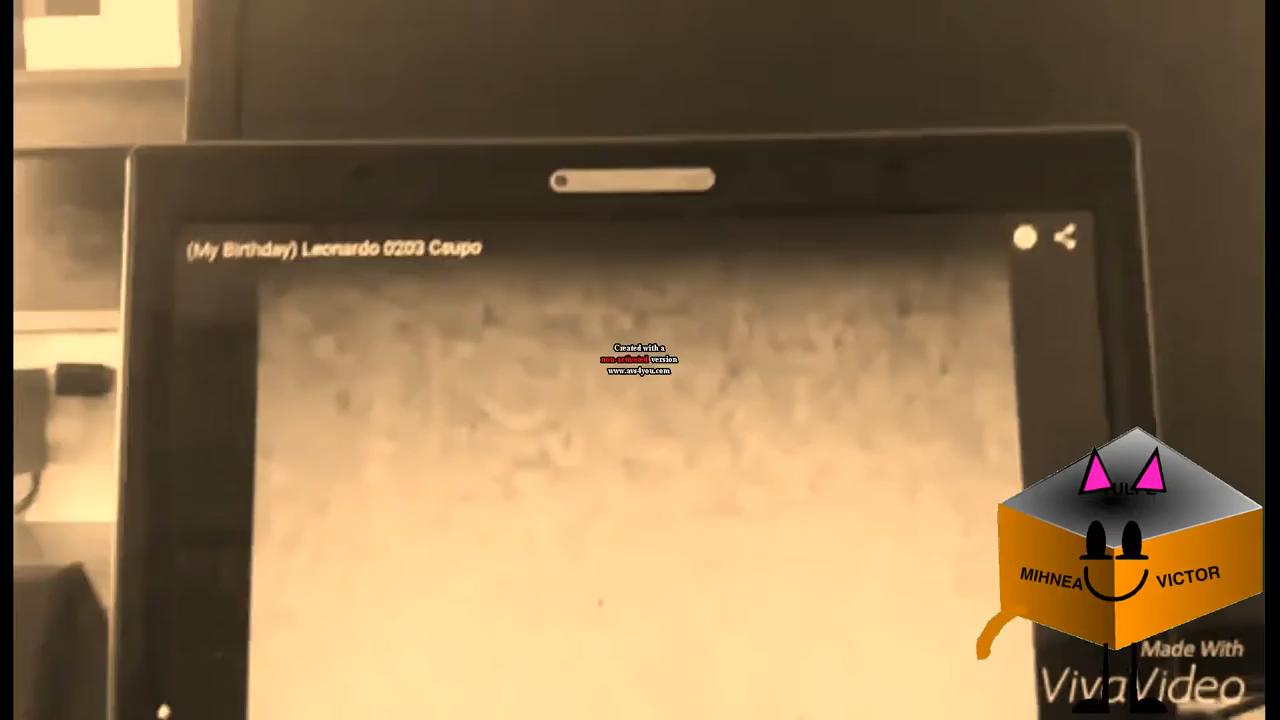 (My Birthday) Leonardo 0203 Csupo
Created with a
non-activated version
www.avs4you.com
MIHNEA
VICTOR
Made With
VivaVideo